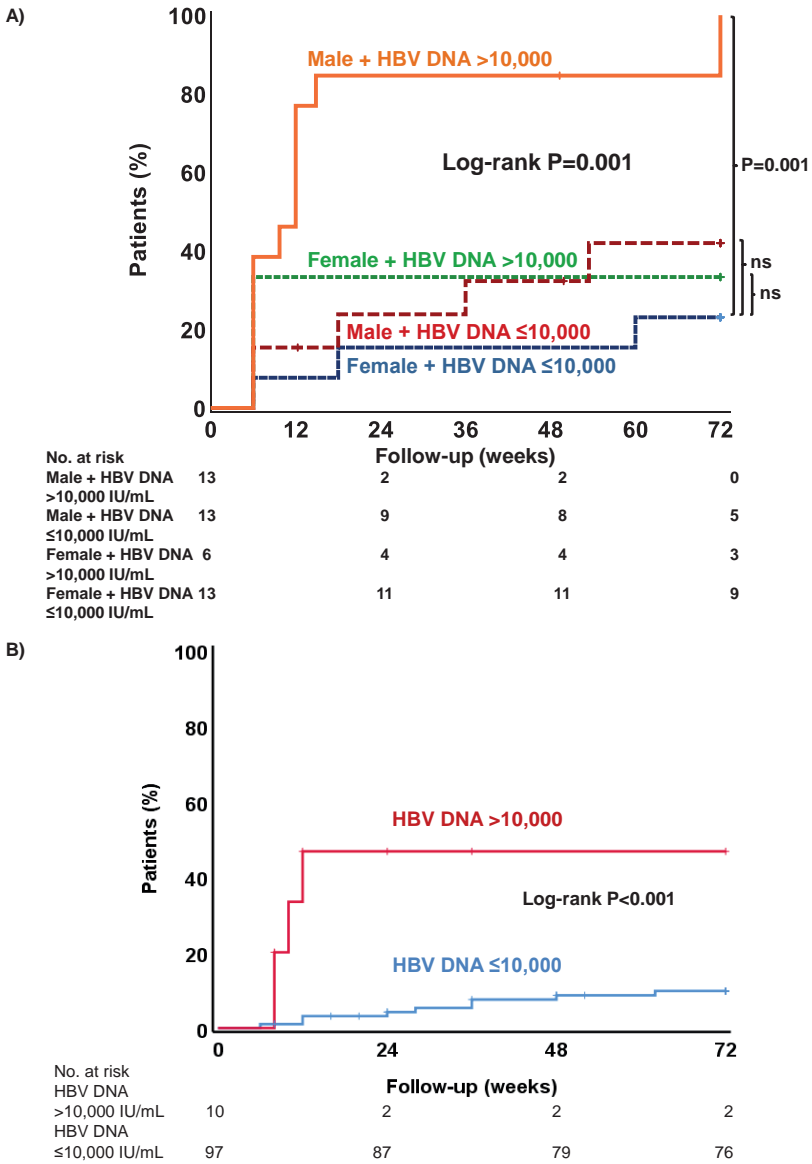 A)
100
80
60
40
20
0
Patients (%)
Male + HBV DNA >10,000
Log-rank P=0.001
P=0.001
Female + HBV DNA >10,000
ns
ns
Male + HBV DNA ≤10,000
Female + HBV DNA ≤10,000
0 12 24 36 48 60 72
Follow-up (weeks)
No. at risk
Male + HBV DNA 13 2 2 0
>10,000 IU/mL
Male + HBV DNA 13 9 8 5
≤10,000 IU/mL
Female + HBV DNA 6 4 4 3
>10,000 IU/mL
Female + HBV DNA 13 11 11 9
≤10,000 IU/mL
B)
100
80
60
40
20
0
Patients (%)
HBV DNA >10,000
Log-rank P<0.001
HBV DNA ≤10,000
0 24 48 72
Follow-up (weeks)
No. at risk
HBV DNA
>10,000 IU/mL 10 2 2 2
HBV DNA
≤10,000 IU/mL 97 87 79 76